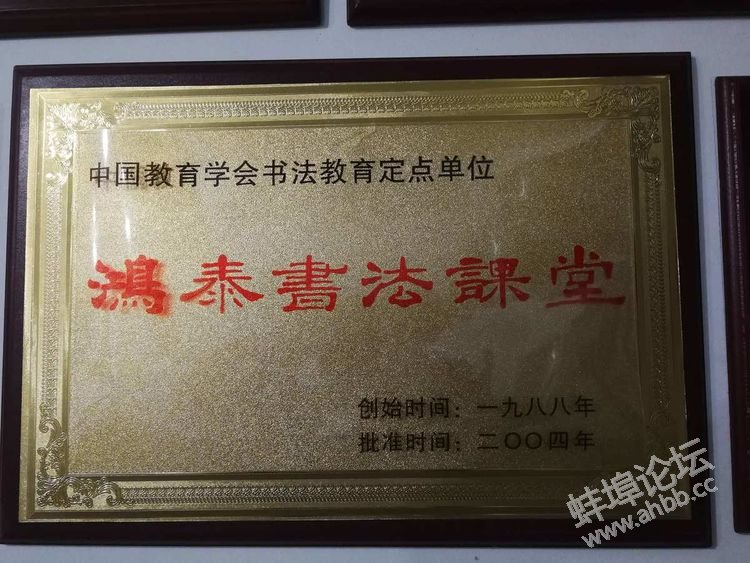 中国教育学会书法教育定点单位
鸿泰書法課堂
创始时间：一九八八年
批准时间：二〇〇四年
蚌埠论坛
www.ahbb.cc